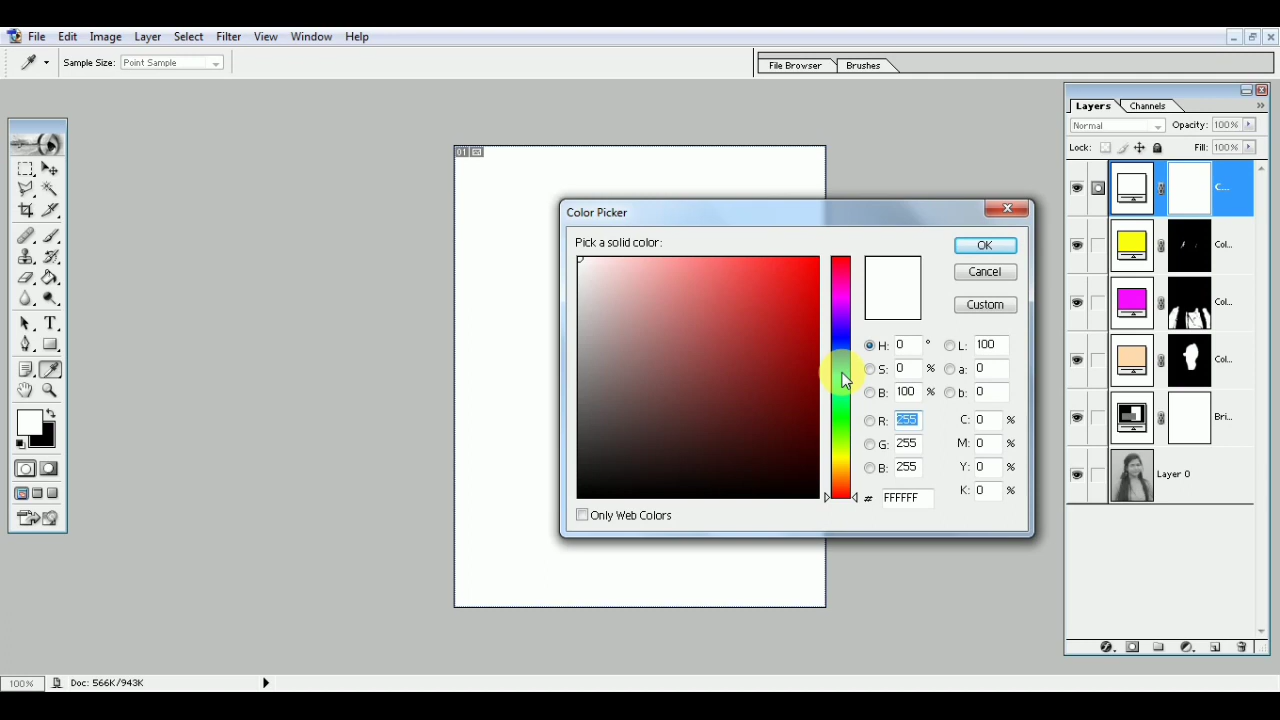 File Edit Image Layer Select Filter View Window Help
Sample Size: Point Sample
File Browser Brushes
Layers Channels
Normal Opacity: 100%
Lock: Fill: 100%
01
C...
Col...
Col...
Col...
Bri...
Layer 0
Color Picker
Pick a solid color:
OK
Cancel
Custom
H: 0 ° L: 100
S: 0 % a: 0
B: 100 % b: 0
R: 255 C: 0 %
G: 255 M: 0 %
B: 255 Y: 0 %
# FFFFFF K: 0 %
Only Web Colors
100% Doc: 566K/943K